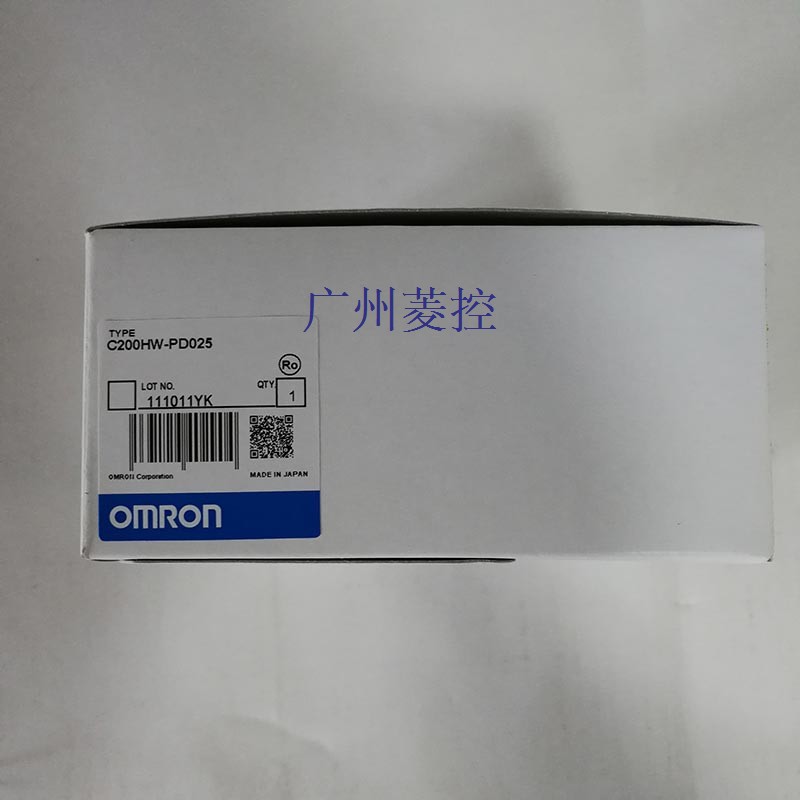 广州菱控
TYPE
C200HW-PD025
Ro
LOT NO.
QTY.
111011YK
1
OMRON Corporation
MADE IN JAPAN
OMRON